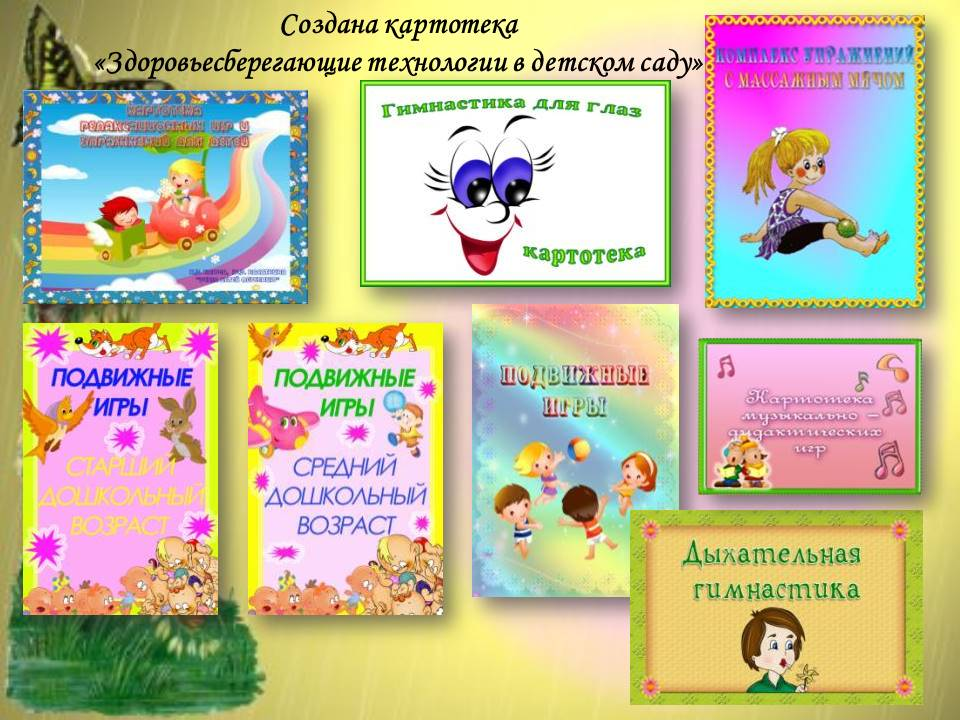 Создана картотека
«Здоровьесберегающие технологии в детском саду»
КАРТОТЕКА
РЕЛАКСАЦИОННЫХ ИГР И
УПРАЖНЕНИЙ ДЛЯ ДЕТЕЙ
Гимнастика для глаз
картотека
КОМПЛЕКС УПРАЖНЕНИЙ
С МАССАЖНЫМ МЯЧОМ
ПОДВИЖНЫЕ
ИГРЫ
СТАРШИЙ
ДОШКОЛЬНЫЙ
ВОЗРАСТ
ПОДВИЖНЫЕ
ИГРЫ
СРЕДНИЙ
ДОШКОЛЬНЫЙ
ВОЗРАСТ
ПОДВИЖНЫЕ
ИГРЫ
Картотека
музыкально –
дидактических
игр
Дыхательная
гимнастика